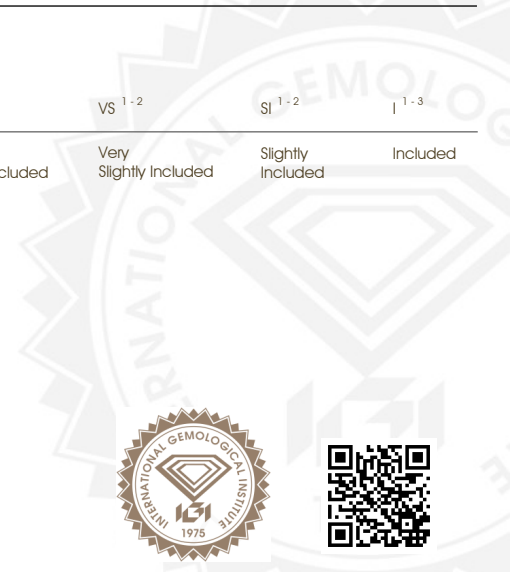 VS 1 - 2
SI 1 - 2
I 1 - 3
cluded
Very
Slightly Included
Slightly
Included
Included
INTERNATIONAL GEMOLOGICAL INSTITUTE
IGI
1975